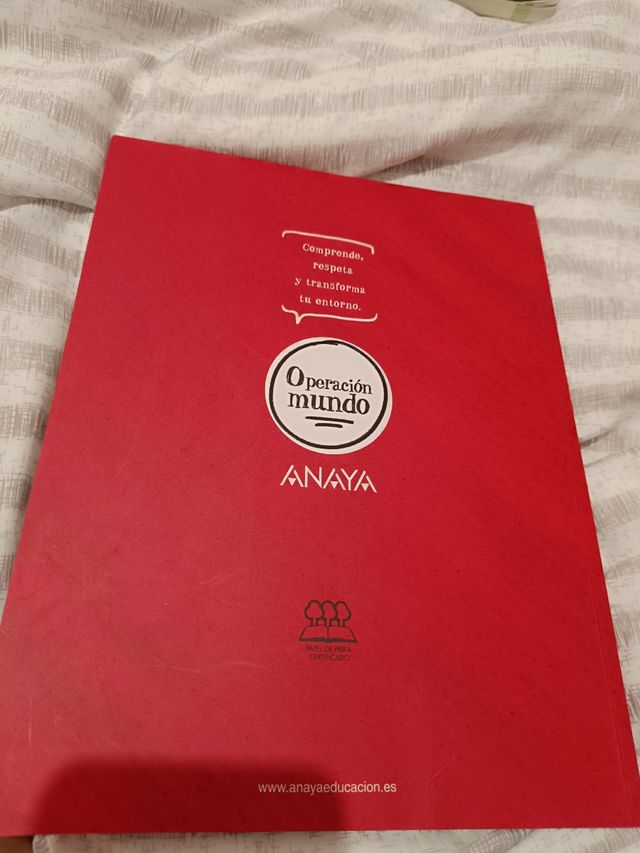 Comprende,
respeta
y transforma
tu entorno.
Operación
mundo
ANAYA
PAPEL DE FIBRA
CERTIFICADO
www.anayaeducacion.es